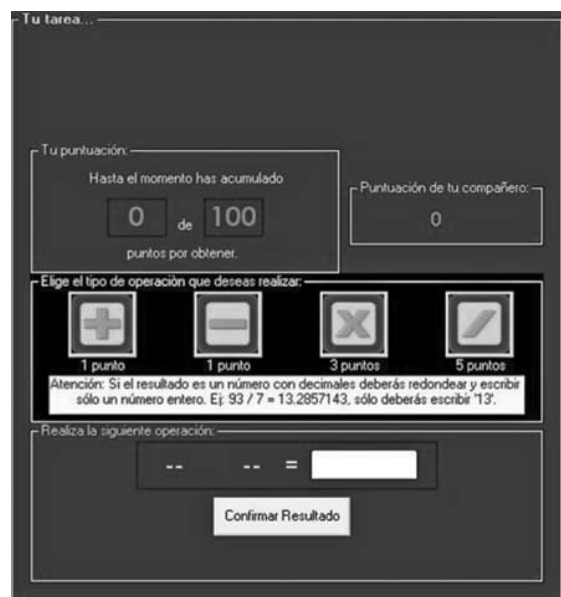 Tu tarea...
Tu puntuación:
Hasta el momento has acumulado
0 de 100
puntos por obtener.
Puntuación de tu compañero:
0
Elige el tipo de operaciòn que deseas realizar:
1 punto 1 punto 3 puntos 5 puntos
Atención: Si el resultado es un número con decimales deberás redondear y escribir
sólo un número entero. Ej: 93 / 7 = 13.2857143, sólo deberás escribir '13'.
Realiza la siguiente operación:
-- -- =
Confirmar Resultado